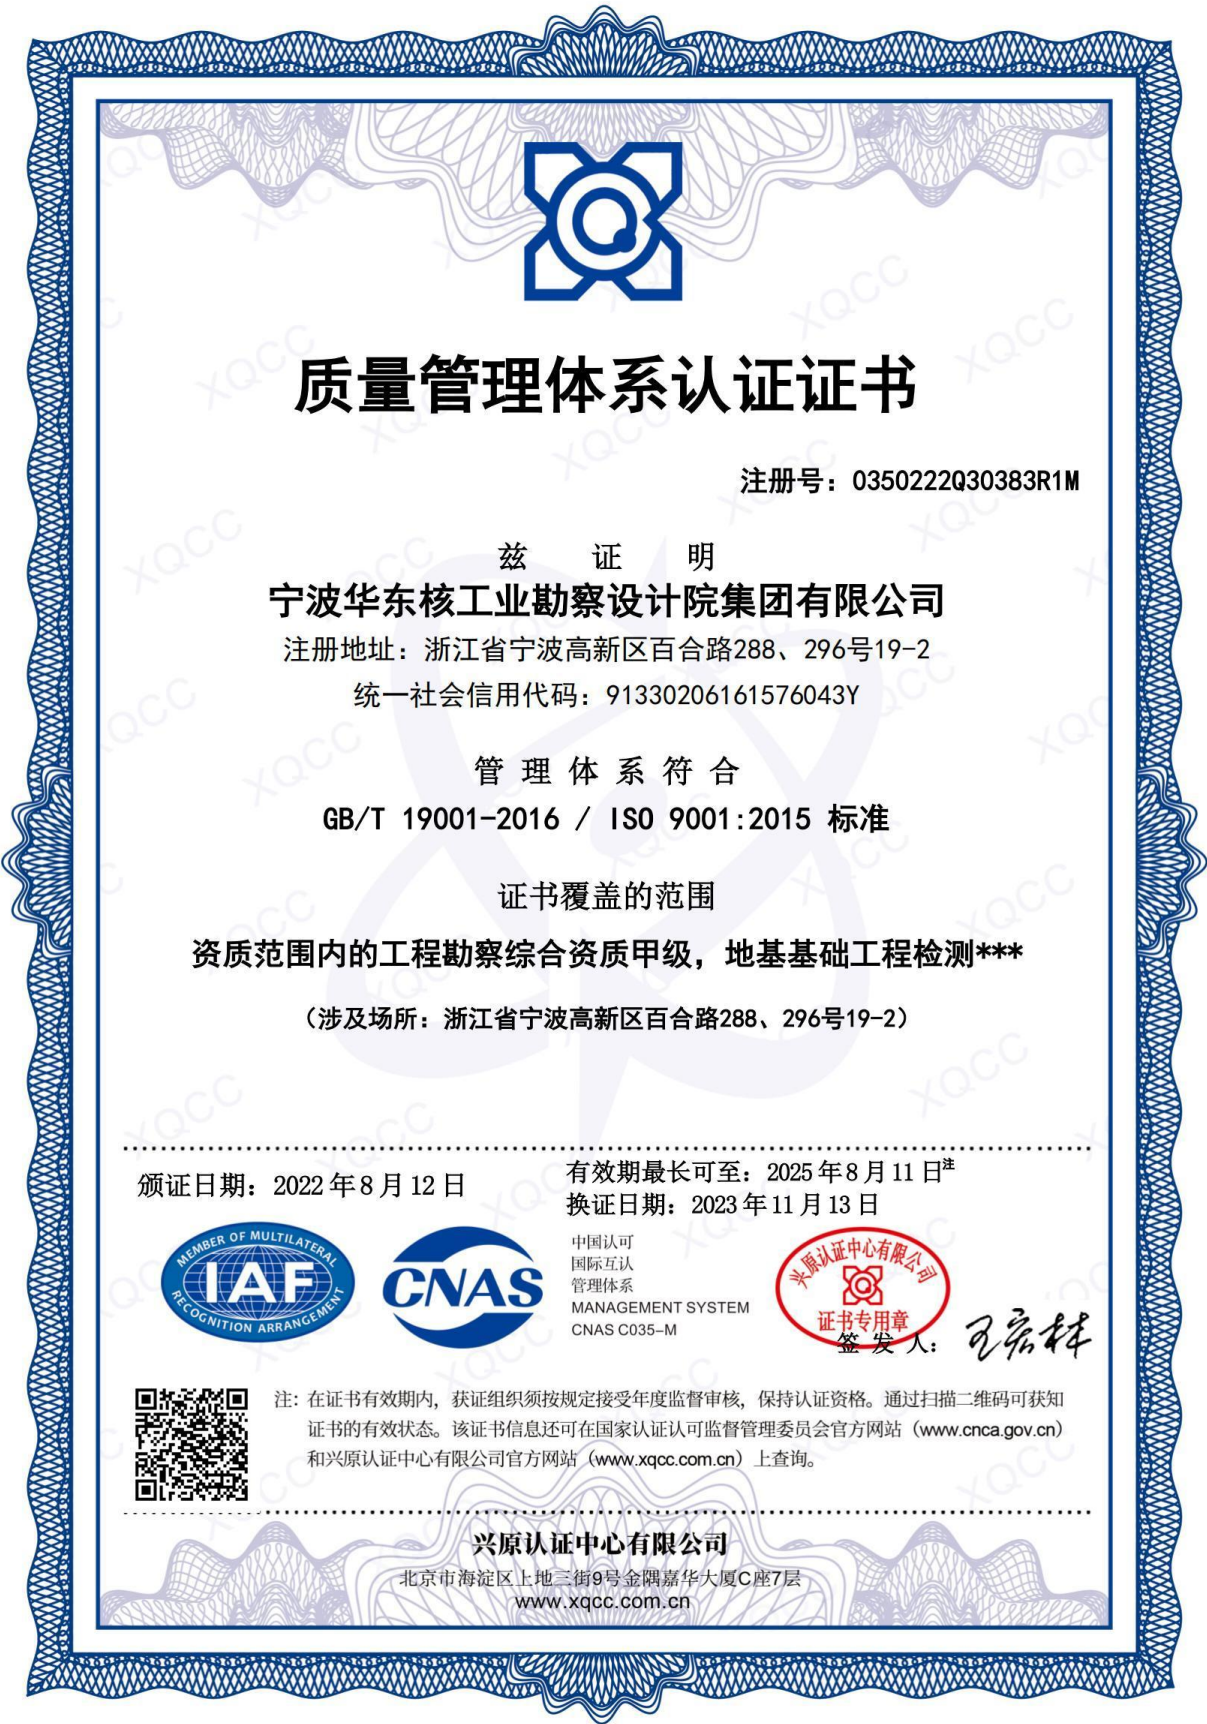 质量管理体系认证证书
注册号：0350222Q30383R1M
兹 证 明
宁波华东核工业勘察设计院集团有限公司
注册地址：浙江省宁波高新区百合路288、296号19-2
统一社会信用代码：91330206161576043Y
管 理 体 系 符 合
GB/T 19001-2016 / ISO 9001:2015 标准
证书覆盖的范围
资质范围内的工程勘察综合资质甲级，地基基础工程检测***
（涉及场所：浙江省宁波高新区百合路288、296号19-2）
颁证日期：2022年8月12日
有效期最长可至：2025年8月11日注
换证日期：2023年11月13日
MEMBER OF MULTILATERAL
IAF
RECOGNITION ARRANGEMENT
CNAS
中国认可
国际互认
管理体系
MANAGEMENT SYSTEM
CNAS C035-M
兴原认证中心有限公司
证书专用章
签 发 人：
王宏林
注：在证书有效期内，获证组织须按规定接受年度监督审核，保持认证资格。通过扫描二维码可获知
证书的有效状态。该证书信息还可在国家认证认可监督管理委员会官方网站（www.cnca.gov.cn）
和兴原认证中心有限公司官方网站（www.xqcc.com.cn）上查询。
兴原认证中心有限公司
北京市海淀区上地三街9号金隅嘉华大厦C座7层
www.xqcc.com.cn